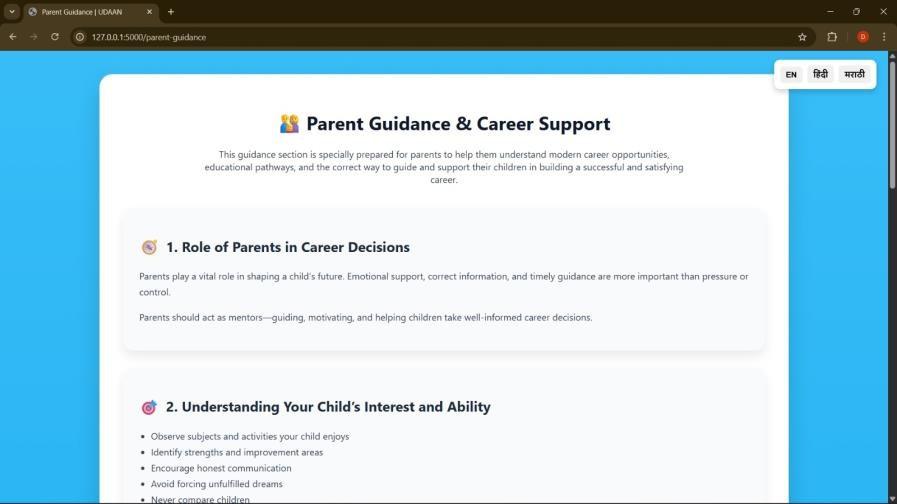 Parent Guidance | UDAAN
127.0.0.1:5000/parent-guidance
D
EN हिंदी मराठी
Parent Guidance & Career Support
This guidance section is specially prepared for parents to help them understand modern career opportunities,
educational pathways, and the correct way to guide and support their children in building a successful and satisfying
career.
1. Role of Parents in Career Decisions
Parents play a vital role in shaping a child's future. Emotional support, correct information, and timely guidance are more important than pressure or
control.
Parents should act as mentors—guiding, motivating, and helping children take well-informed career decisions.
2. Understanding Your Child's Interest and Ability
• Observe subjects and activities your child enjoys
• Identify strengths and improvement areas
• Encourage honest communication
• Avoid forcing unfulfilled dreams
• Never compare children